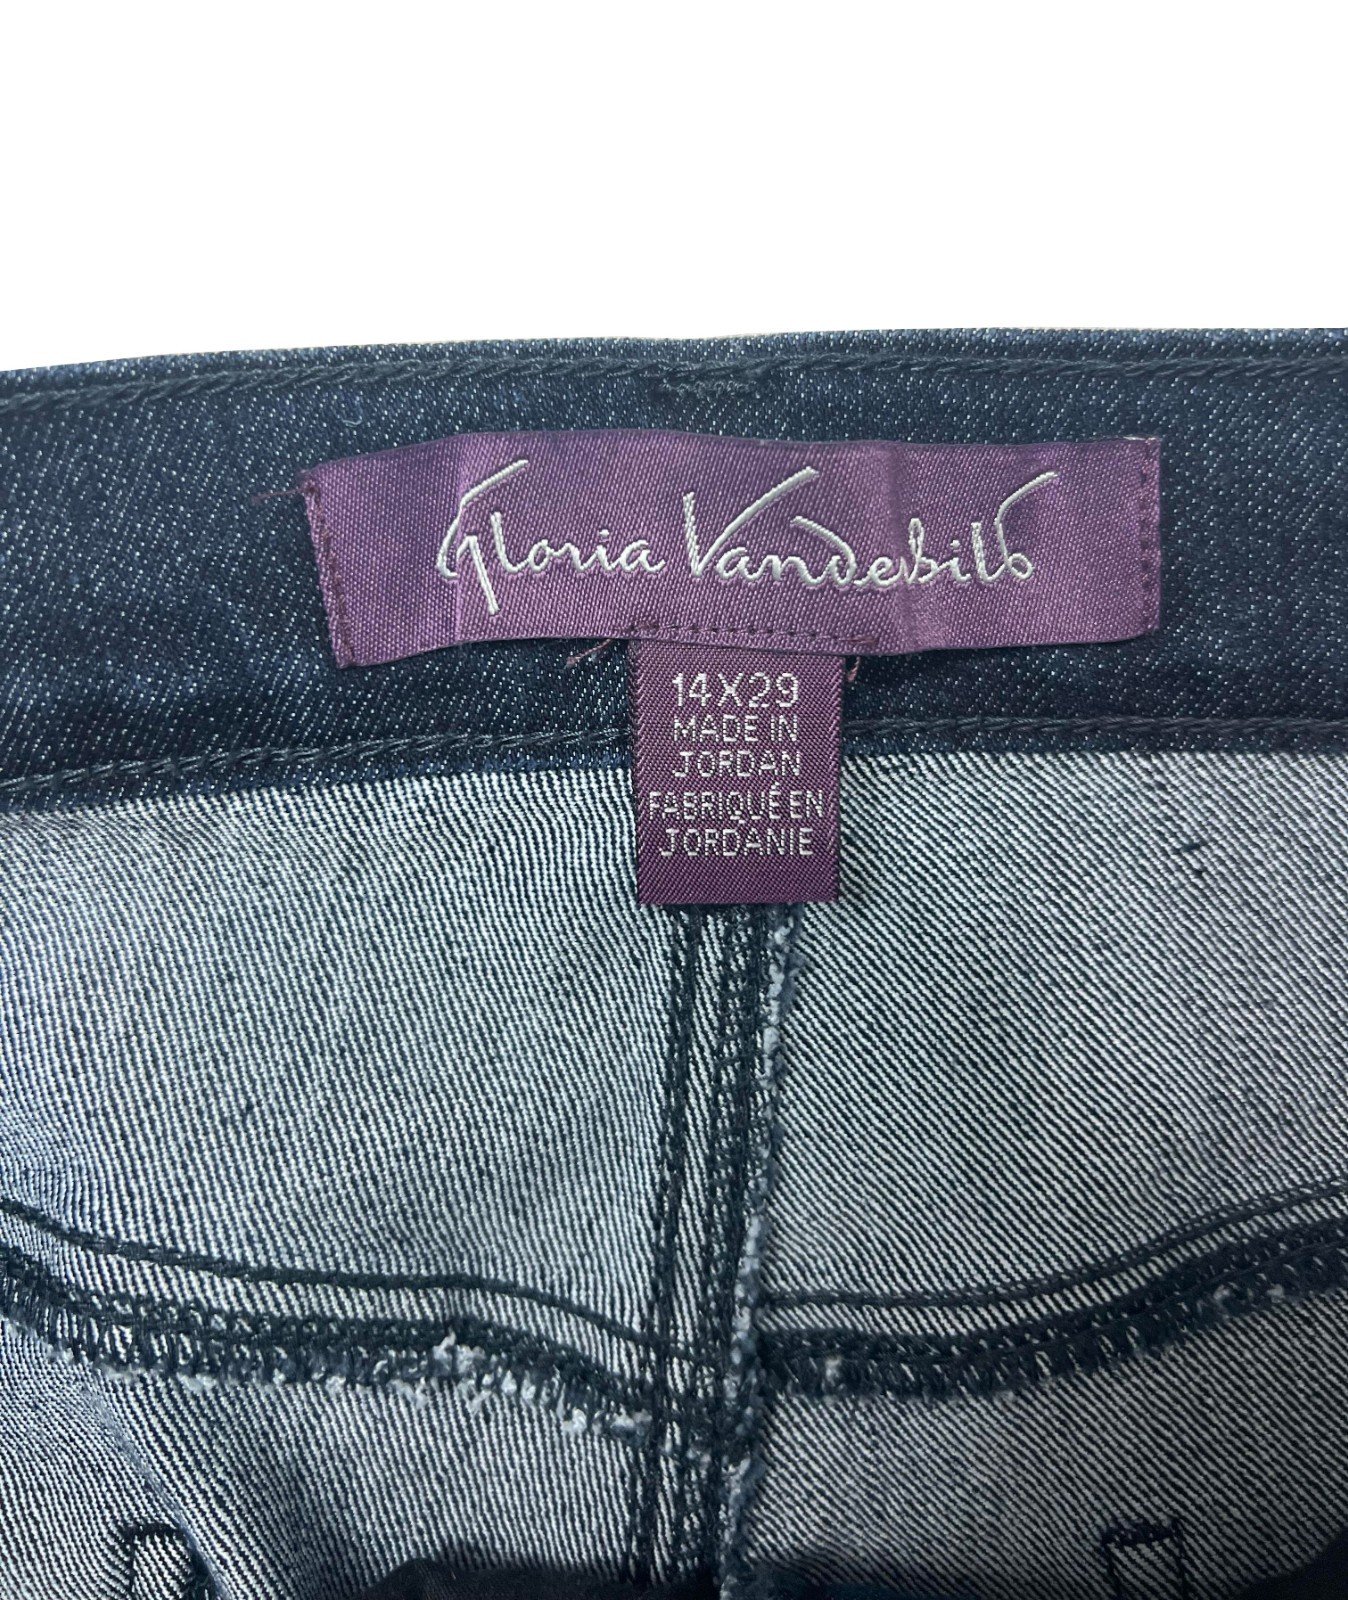 Gloria Vanderbilt
14X29
MADE IN
JORDAN
FABRIQUÉ EN
JORDANIE